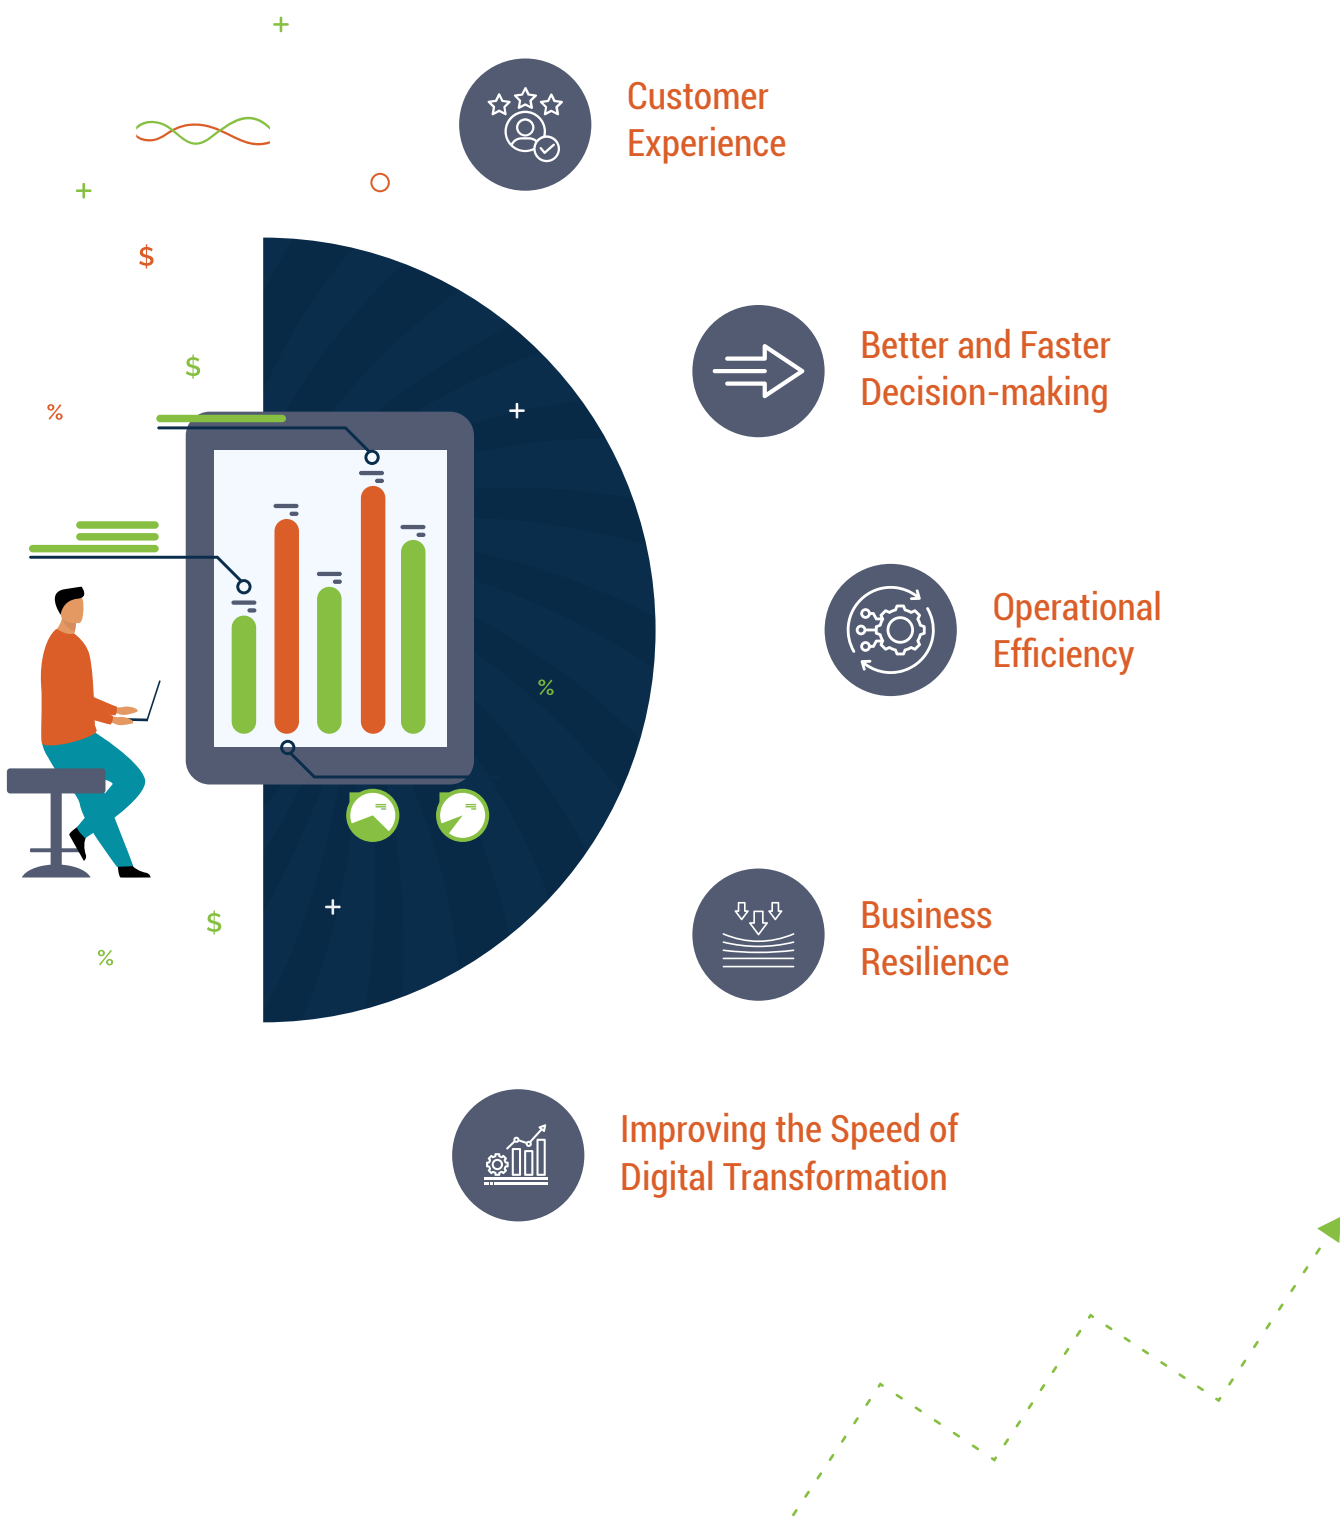 Customer
Experience
$
Better and Faster
Decision-making
$
%
Operational
Efficiency
%
Business
Resilience
$
%
Improving the Speed of
Digital Transformation